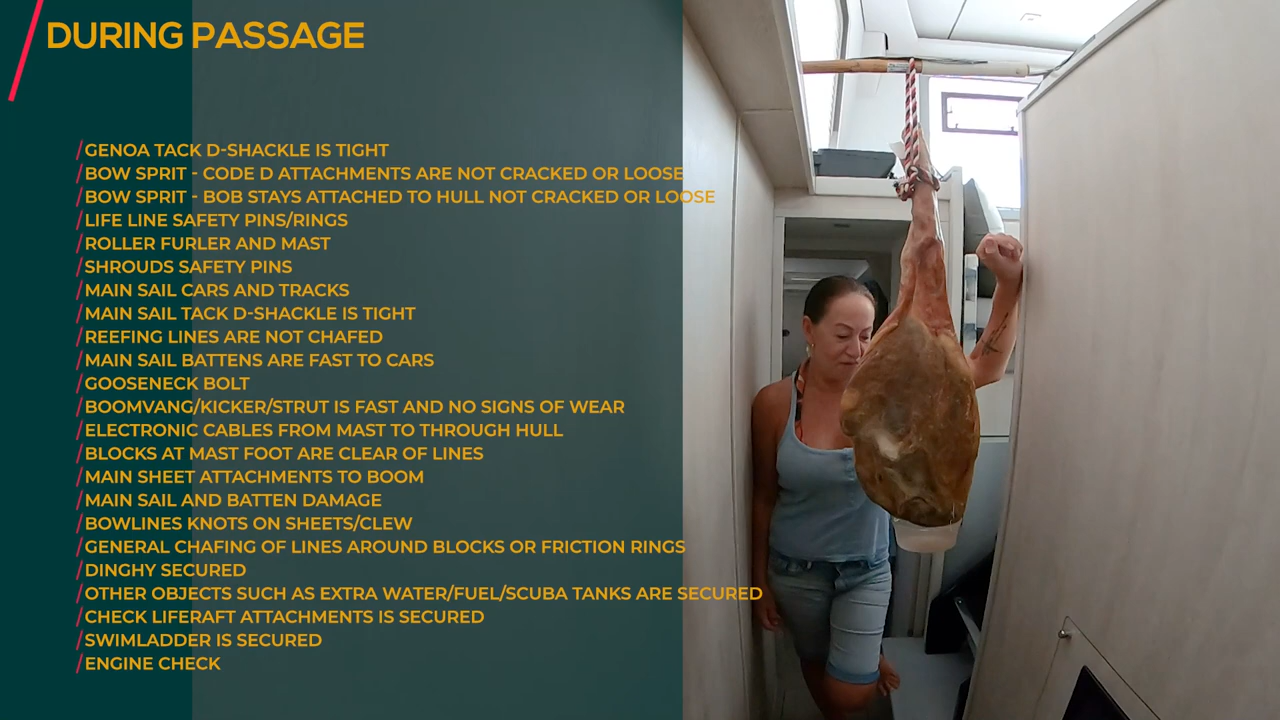 DURING PASSAGE
/GENOA TACK D-SHACKLE IS TIGHT
/BOW SPRIT - CODE D ATTACHMENTS ARE NOT CRACKED OR LOOSE
/BOW SPRIT - BOB STAYS ATTACHED TO HULL NOT CRACKED OR LOOSE
/LIFE LINE SAFETY PINS/RINGS
/ROLLER FURLER AND MAST
/SHROUDS SAFETY PINS
/MAIN SAIL CARS AND TRACKS
/MAIN SAIL TACK D-SHACKLE IS TIGHT
/REEFING LINES ARE NOT CHAFED
/MAIN SAIL BATTENS ARE FAST TO CARS
/GOOSENECK BOLT
/BOOMVANG/KICKER/STRUT IS FAST AND NO SIGNS OF WEAR
/ELECTRONIC CABLES FROM MAST TO THROUGH HULL
/BLOCKS AT MAST FOOT ARE CLEAR OF LINES
/MAIN SHEET ATTACHMENTS TO BOOM
/MAIN SAIL AND BATTEN DAMAGE
/BOWLINES KNOTS ON SHEETS/CLEW
/GENERAL CHAFING OF LINES AROUND BLOCKS OR FRICTION RINGS
/DINGHY SECURED
/OTHER OBJECTS SUCH AS EXTRA WATER/FUEL/SCUBA TANKS ARE SECURED
/CHECK LIFERAFT ATTACHMENTS IS SECURED
/SWIMLADDER IS SECURED
/ENGINE CHECK